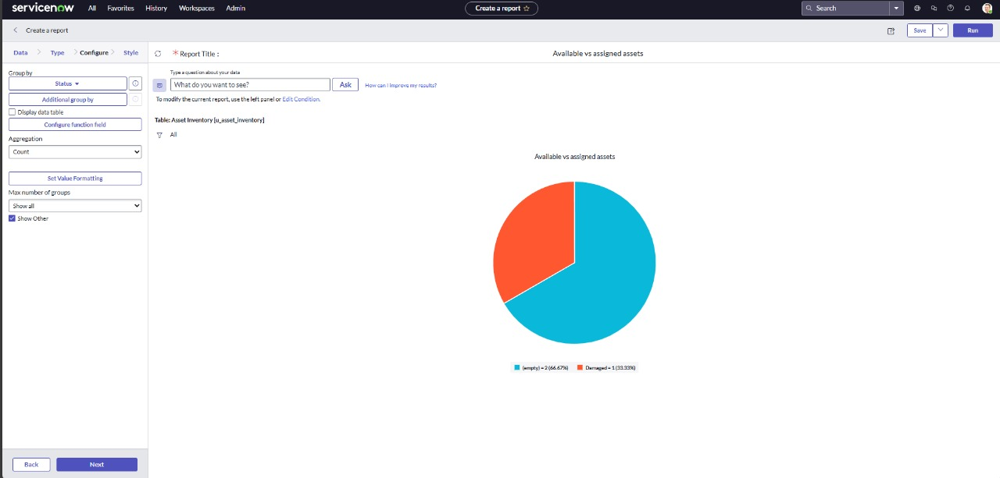 servicenow All Favorites History Workspaces Admin Create a report Search
Create a report Save Run
Data Type Configure Style
Report Title : Available vs assigned assets
Group by
Status
Additional group by
Display data table
Configure function field
Aggregation
Count
Set Value Formatting
Max number of groups
Show all
Show Other
Back Next
Type a question about your data
What do you want to see? Ask How can I improve my results?
To modify the current report, use the left panel or Edit Condition.
Table: Asset Inventory [u_asset_inventory]
All
Available vs assigned assets
(empty) = 2 (66.67%) Damaged = 1 (33.33%)